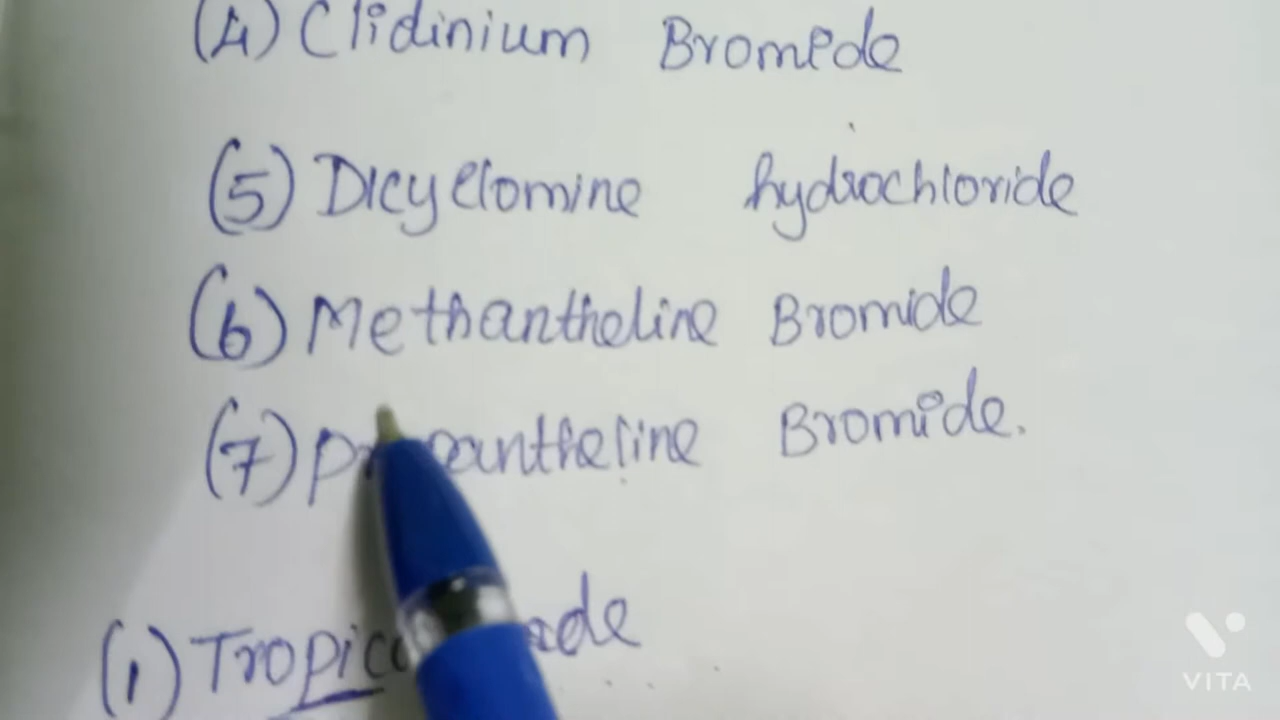 (4) Clidinium Bromide
(5) Dicyclomine hydrochloride
(6) Methantheline Bromide
(7) Bromide.
(1)
VITA